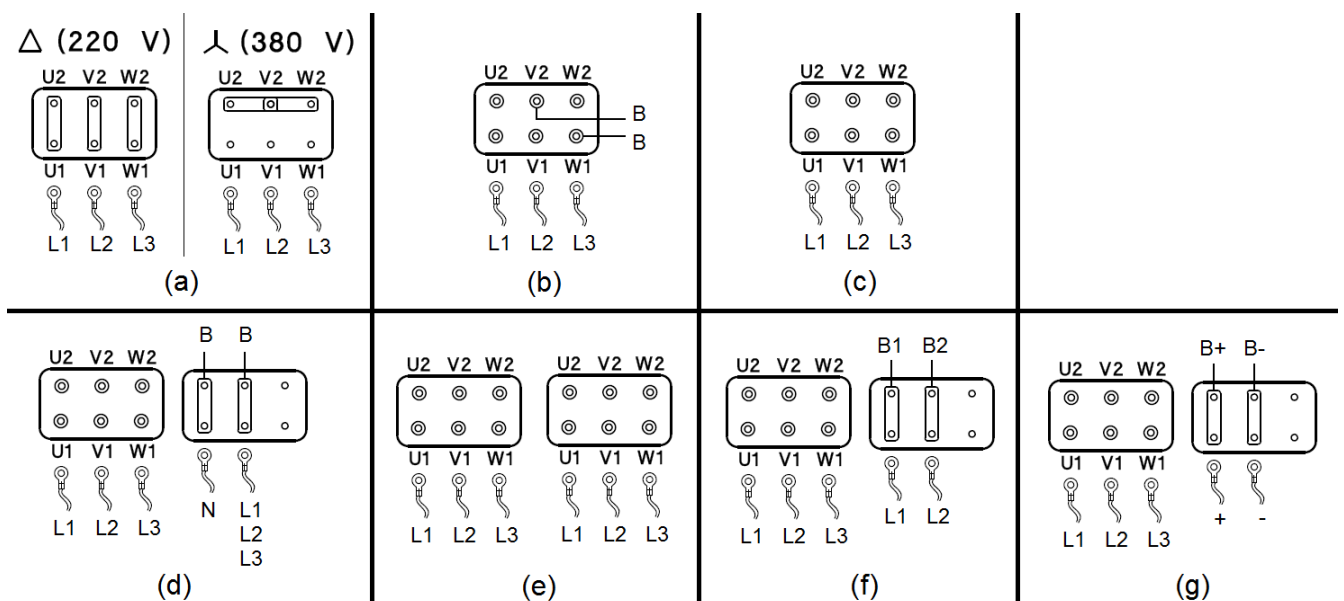 △ (220 V)
⅄ (380 V)
U2 V2 W2
U1 V1 W1
L1 L2 L3
U2 V2 W2
U1 V1 W1
L1 L2 L3
(a)
U2 V2 W2
B
B
U1 V1 W1
L1 L2 L3
(b)
U2 V2 W2
U1 V1 W1
L1 L2 L3
(c)
B B
U2 V2 W2
U1 V1 W1
L1 L2 L3
N L1
L2
L3
(d)
U2 V2 W2
U1 V1 W1
L1 L2 L3
U2 V2 W2
U1 V1 W1
L1 L2 L3
(e)
B1 B2
U2 V2 W2
U1 V1 W1
L1 L2 L3
L1 L2
(f)
B+ B-
U2 V2 W2
U1 V1 W1
L1 L2 L3
+ -
(g)